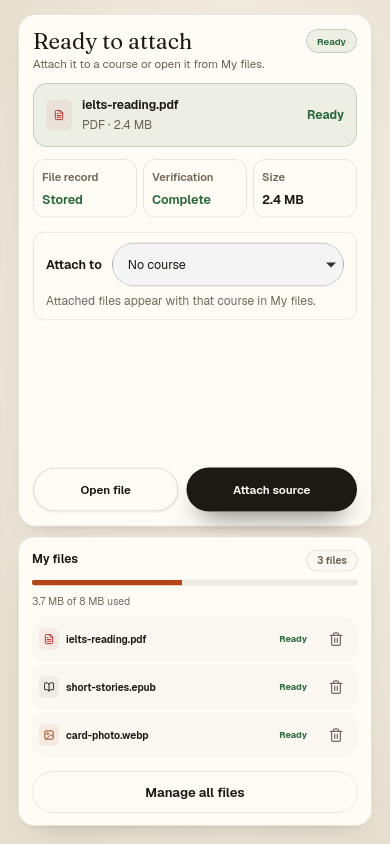 Ready to attach
Ready
Attach it to a course or open it from My files.
ielts-reading.pdf
PDF · 2.4 MB
Ready
File record
Stored
Verification
Complete
Size
2.4 MB
Attach to
No course
Attached files appear with that course in My files.
Open file
Attach source
My files
3 files
3.7 MB of 8 MB used
ielts-reading.pdf
Ready
short-stories.epub
Ready
card-photo.webp
Ready
Manage all files